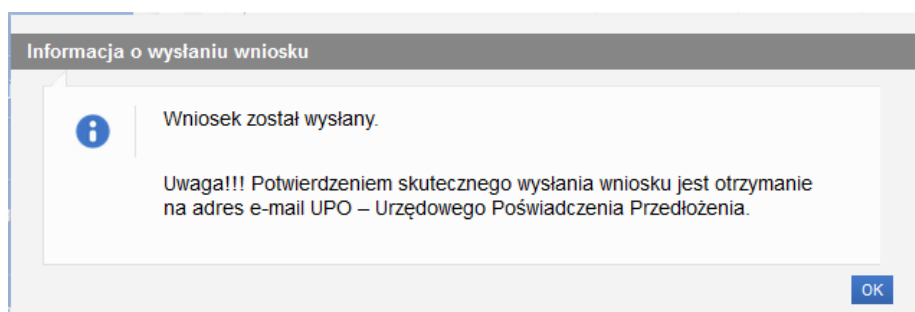 Informacja o wysłaniu wniosku
Wniosek został wysłany.
Uwaga!!! Potwierdzeniem skutecznego wysłania wniosku jest otrzymanie
na adres e-mail UPO – Urzędowego Poświadczenia Przedłożenia.
OK